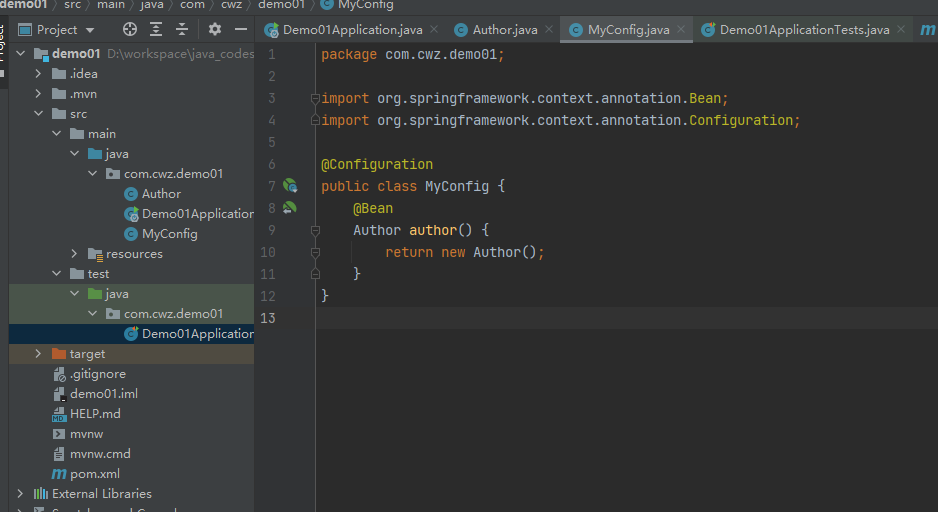 demo01 〉 src 〉 main 〉 java 〉 com 〉 cwz 〉 demo01 〉 MyConfig
Project
Project
Demo01Application.java
Author.java
MyConfig.java
Demo01ApplicationTests.java
m
demo01 D:\workspace\java_codes
.idea
.mvn
src
main
java
com.cwz.demo01
Author
Demo01Application
MyConfig
resources
test
java
com.cwz.demo01
Demo01Application
target
.gitignore
demo01.iml
HELP.md
mvnw
mvnw.cmd
pom.xml
External Libraries
1 package com.cwz.demo01;
2
3 import org.springframework.context.annotation.Bean;
4 import org.springframework.context.annotation.Configuration;
5
6 @Configuration
7 public class MyConfig {
8     @Bean
9     Author author() {
10         return new Author();
11     }
12 }
13